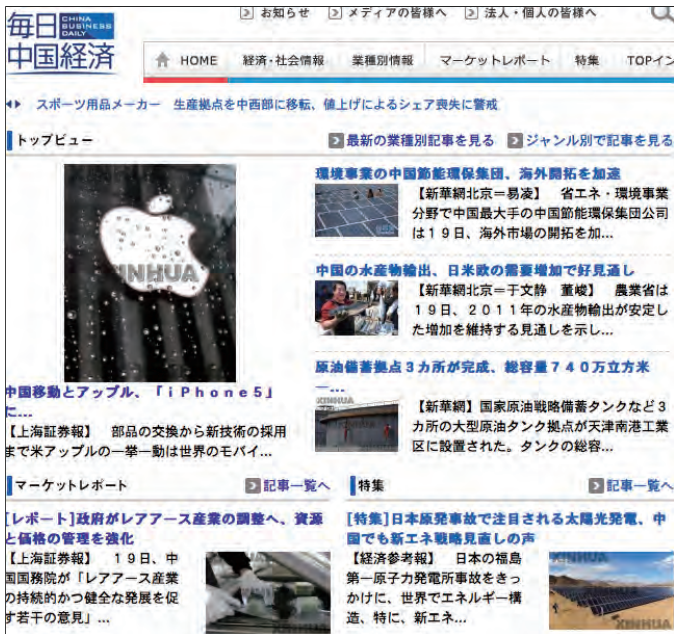 毎日
中国経済
CHINA
BUSINESS
DAILY
お知らせ メディアの皆様へ 法人・個人の皆様へ
HOME 経済・社会情報 業種別情報 マーケットレポート 特集 TOPイン
スポーツ用品メーカー 生産拠点を中西部に移転、値上げによるシェア喪失に警戒
トップビュー
最新の業種別記事を見る ジャンル別で記事を見る
XINHUA
中国移動とアップル、「iPhone5」
に...
【上海証券報】 部品の交換から新技術の採用
まで米アップルの一挙一動は世界のモバイ...
環境事業の中国節能環保集団、海外開拓を加速
【新華網北京=易凌】 省エネ・環境事業
分野で中国最大手の中国節能環保集団公司
は19日、海外市場の開拓を加...
中国の水産物輸出、日米欧の需要増加で好見通し
【新華網北京=于文静 董峻】 農業省は
19日、2011年の水産物輸出が安定し
た増加を維持する見通しを示し...
原油備蓄拠点3カ所が完成、総容量740万立方米
ー...
XINHUA
【新華網】国家原油戦略備蓄タンクなど3
カ所の大型原油タンク拠点が天津南港工業
区に設置された。タンクの総容...
マーケットレポート 記事一覧へ
[レポート]政府がレアアース産業の調整へ、資源
と価格の管理を強化
【上海証券報】 19日、中
国国務院が「レアアース産業
の持続的かつ健全な発展を促
す若干の意見」...
XINHUA
特集 記事一覧へ
[特集]日本原発事故で注目される太陽光発電、中
国でも新エネ戦略見直しの声
【経済参考報】 日本の福島
第一原子力発電所事故をきっ
かけに、世界でエネルギー構
造、特に、新エネ...
XINHUA